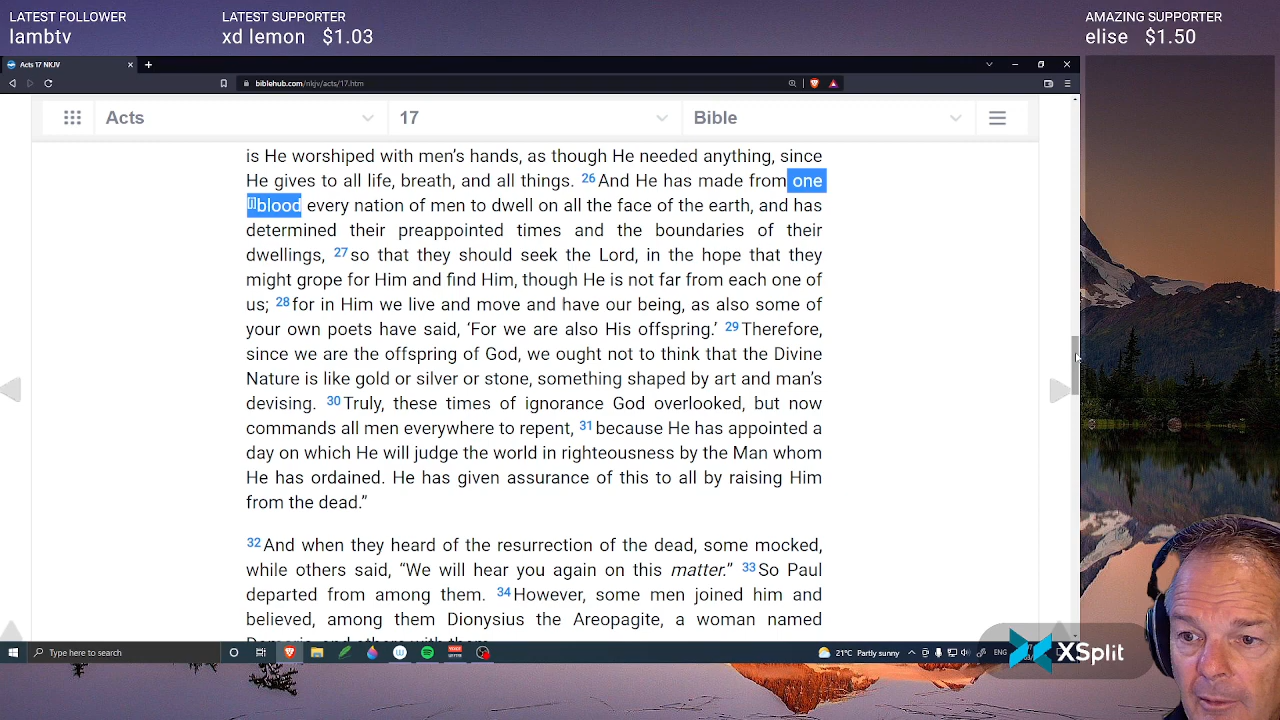 LATEST FOLLOWER
lambtv
LATEST SUPPORTER
xd lemon $1.03
AMAZING SUPPORTER
elise $1.50
Acts 17 NKJV
biblehub.com/nkjv/acts/17.htm
Acts
17
Bible
is He worshiped with men’s hands, as though He needed anything, since
He gives to all life, breath, and all things. 26 And He has made from one
[i]blood every nation of men to dwell on all the face of the earth, and has
determined their preappointed times and the boundaries of their
dwellings, 27 so that they should seek the Lord, in the hope that they
might grope for Him and find Him, though He is not far from each one of
us; 28 for in Him we live and move and have our being, as also some of
your own poets have said, ‘For we are also His offspring.’ 29 Therefore,
since we are the offspring of God, we ought not to think that the Divine
Nature is like gold or silver or stone, something shaped by art and man’s
devising. 30 Truly, these times of ignorance God overlooked, but now
commands all men everywhere to repent, 31 because He has appointed a
day on which He will judge the world in righteousness by the Man whom
He has ordained. He has given assurance of this to all by raising Him
from the dead.”
32 And when they heard of the resurrection of the dead, some mocked,
while others said, “We will hear you again on this matter.” 33 So Paul
departed from among them. 34 However, some men joined him and
believed, among them Dionysius the Areopagite, a woman named
Damaris, and others with them.
Type here to search
21°C Partly sunny
ENG
XSplit